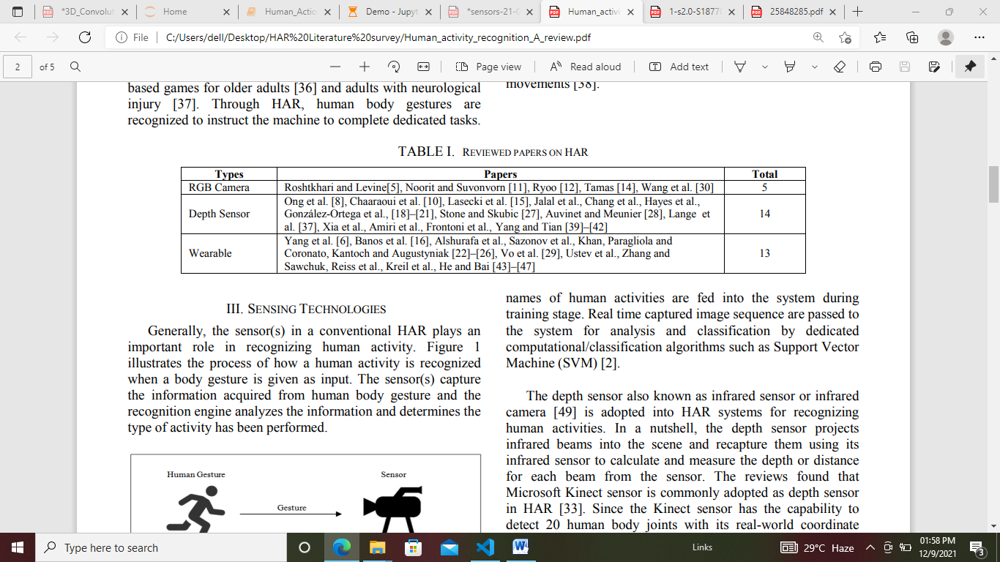 *3D_Convolut
Home
Human_Actio
Demo - Jupyt
*sensors-21-0
Human_activi
1-s2.0-S1877
25848285.pdf
File
C:/Users/dell/Desktop/HAR%20Literature%20survey/Human_activity_recognition_A_review.pdf
2 of 5
Page view
Read aloud
Add text
based games for older adults [36] and adults with neurological
injury [37]. Through HAR, human body gestures are
recognized to instruct the machine to complete dedicated tasks.
movements [38].
TABLE I. REVIEWED PAPERS ON HAR
Types Papers Total
RGB Camera Roshtkhari and Levine[5], Noorit and Suvonvorn [11], Ryoo [12], Tamas [14], Wang et al. [30] 5
Depth Sensor Ong et al. [8], Chaaraoui et al. [10], Lasecki et al. [15], Jalal et al., Chang et al., Hayes et al.,
González-Ortega et al., [18]–[21], Stone and Skubic [27], Auvinet and Meunier [28], Lange et
al. [37], Xia et al., Amiri et al., Frontoni et al., Yang and Tian [39]–[42] 14
Wearable Yang et al. [6], Banos et al. [16], Alshurafa et al., Sazonov et al., Khan, Paragliola and
Coronato, Kantoch and Augustyniak [22]–[26], Vo et al. [29], Ustev et al., Zhang and
Sawchuk, Reiss et al., Kreil et al., He and Bai [43]–[47] 13
III. SENSING TECHNOLOGIES
Generally, the sensor(s) in a conventional HAR plays an
important role in recognizing human activity. Figure 1
illustrates the process of how a human activity is recognized
when a body gesture is given as input. The sensor(s) capture
the information acquired from human body gesture and the
recognition engine analyzes the information and determines the
type of activity has been performed.
Human Gesture
Sensor
Gesture
names of human activities are fed into the system during
training stage. Real time captured image sequence are passed to
the system for analysis and classification by dedicated
computational/classification algorithms such as Support Vector
Machine (SVM) [2].
The depth sensor also known as infrared sensor or infrared
camera [49] is adopted into HAR systems for recognizing
human activities. In a nutshell, the depth sensor projects
infrared beams into the scene and recapture them using its
infrared sensor to calculate and measure the depth or distance
for each beam from the sensor. The reviews found that
Microsoft Kinect sensor is commonly adopted as depth sensor
in HAR [33]. Since the Kinect sensor has the capability to
detect 20 human body joints with its real-world coordinate
Type here to search
Links
29°C Haze
01:58 PM
12/9/2021
3